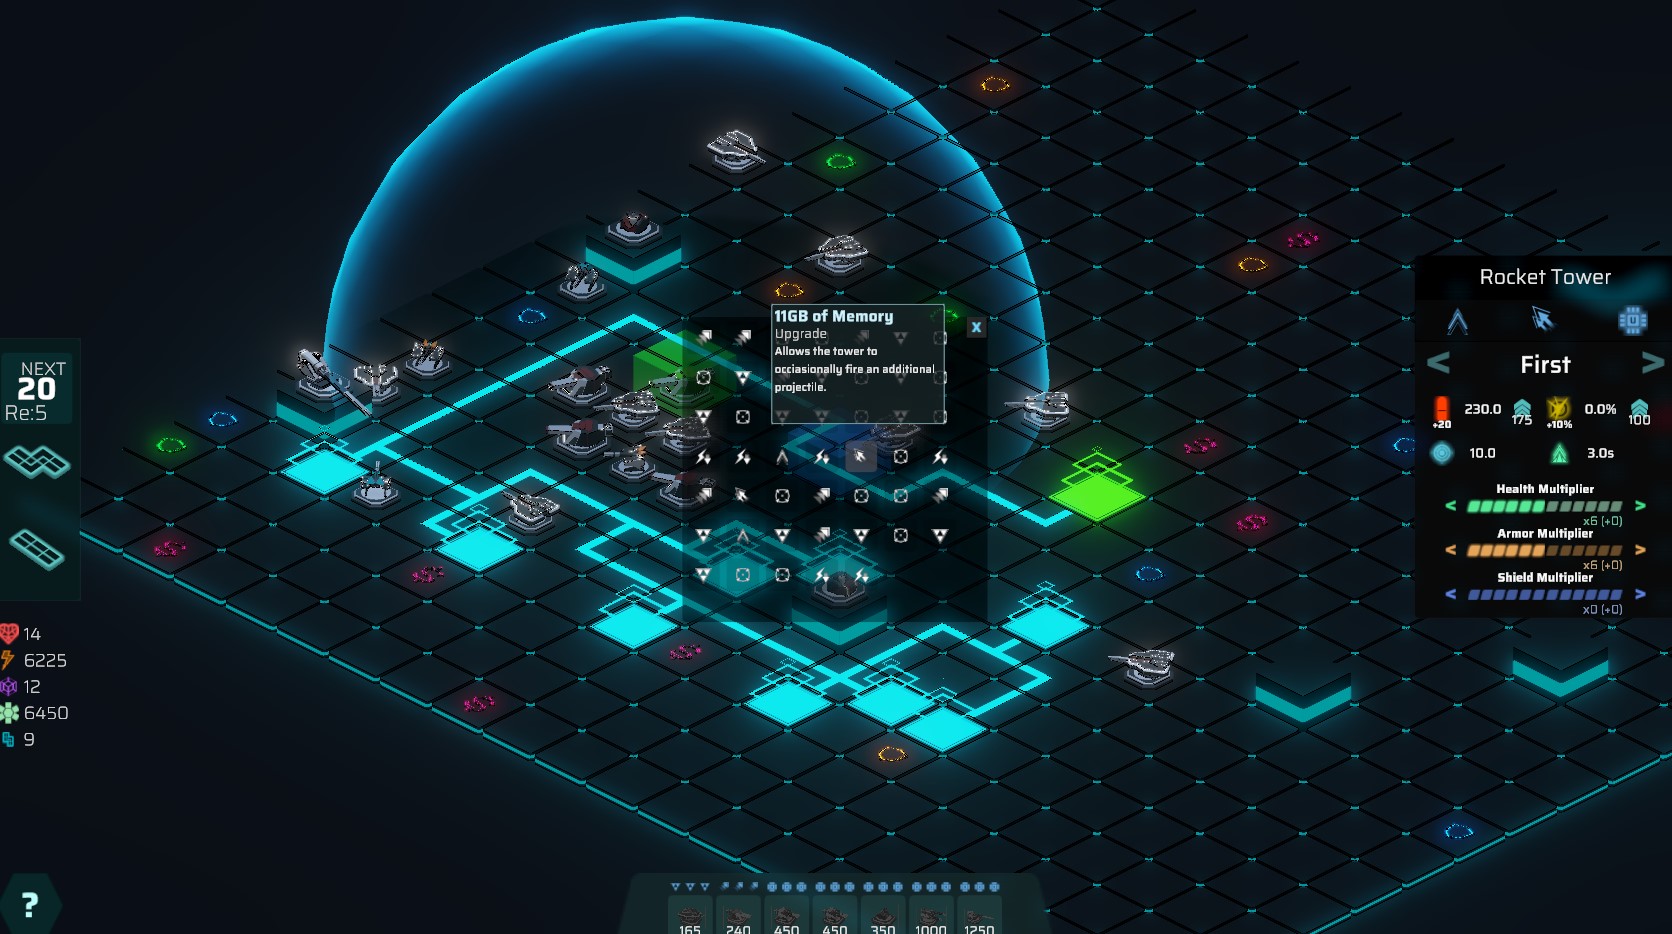 11GB of Memory
Upgrade
Allows the tower to
occiasionally fire an additional
projectile.
X
Rocket Tower
< First >
230.0 175 0.0% 100
+20 +10%
10.0 3.0s
Health Multiplier
< >
x6 (+0)
Armor Multiplier
< >
x6 (+0)
Shield Multiplier
< >
x0 (+0)
NEXT
20
Re:5
14
6225
12
6450
9
?
165 240 450 450 350 1000 1250